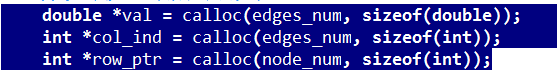 double *val = calloc(edges_num, sizeof(double));
int *col_ind = calloc(edges_num, sizeof(int));
int *row_ptr = calloc(node_num, sizeof(int));